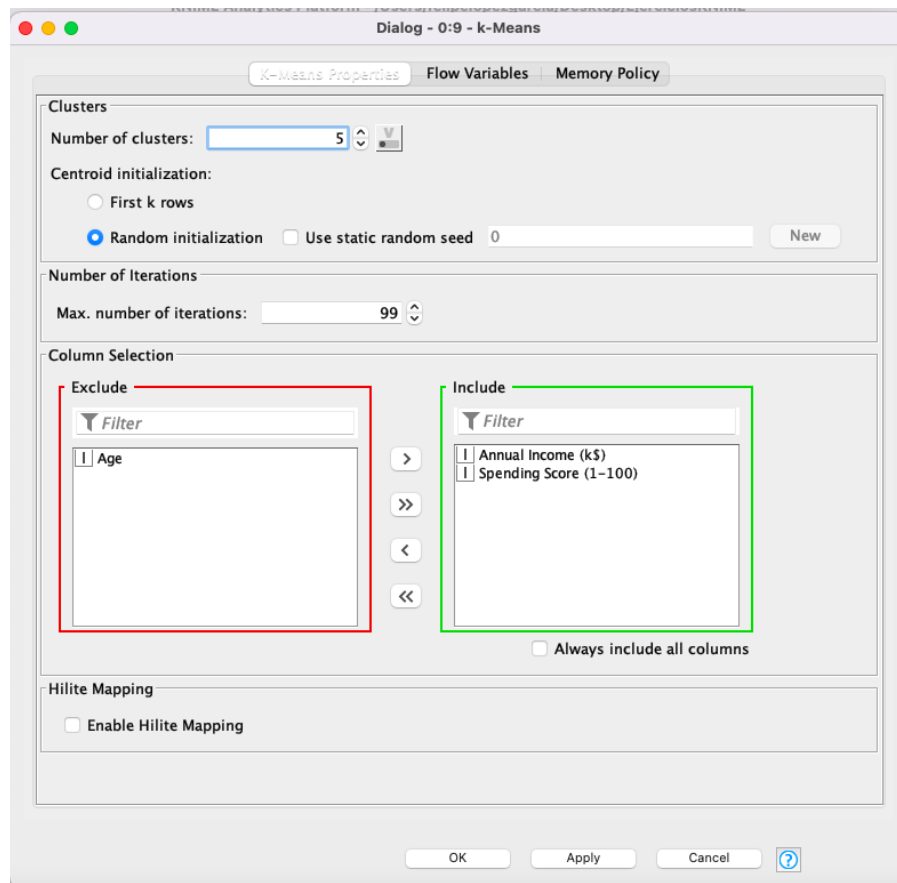 Dialog - 0:9 - k-Means
K-Means Properties Flow Variables Memory Policy
Clusters
Number of clusters: 5
V
Centroid initialization:
First k rows
Random initialization Use static random seed 0 New
Number of Iterations
Max. number of iterations: 99
Column Selection
Exclude Include
Filter Filter
I Age
I Annual Income (k$)
I Spending Score (1-100)
>
>>
<
<<
Always include all columns
Hilite Mapping
Enable Hilite Mapping
OK Apply Cancel ?